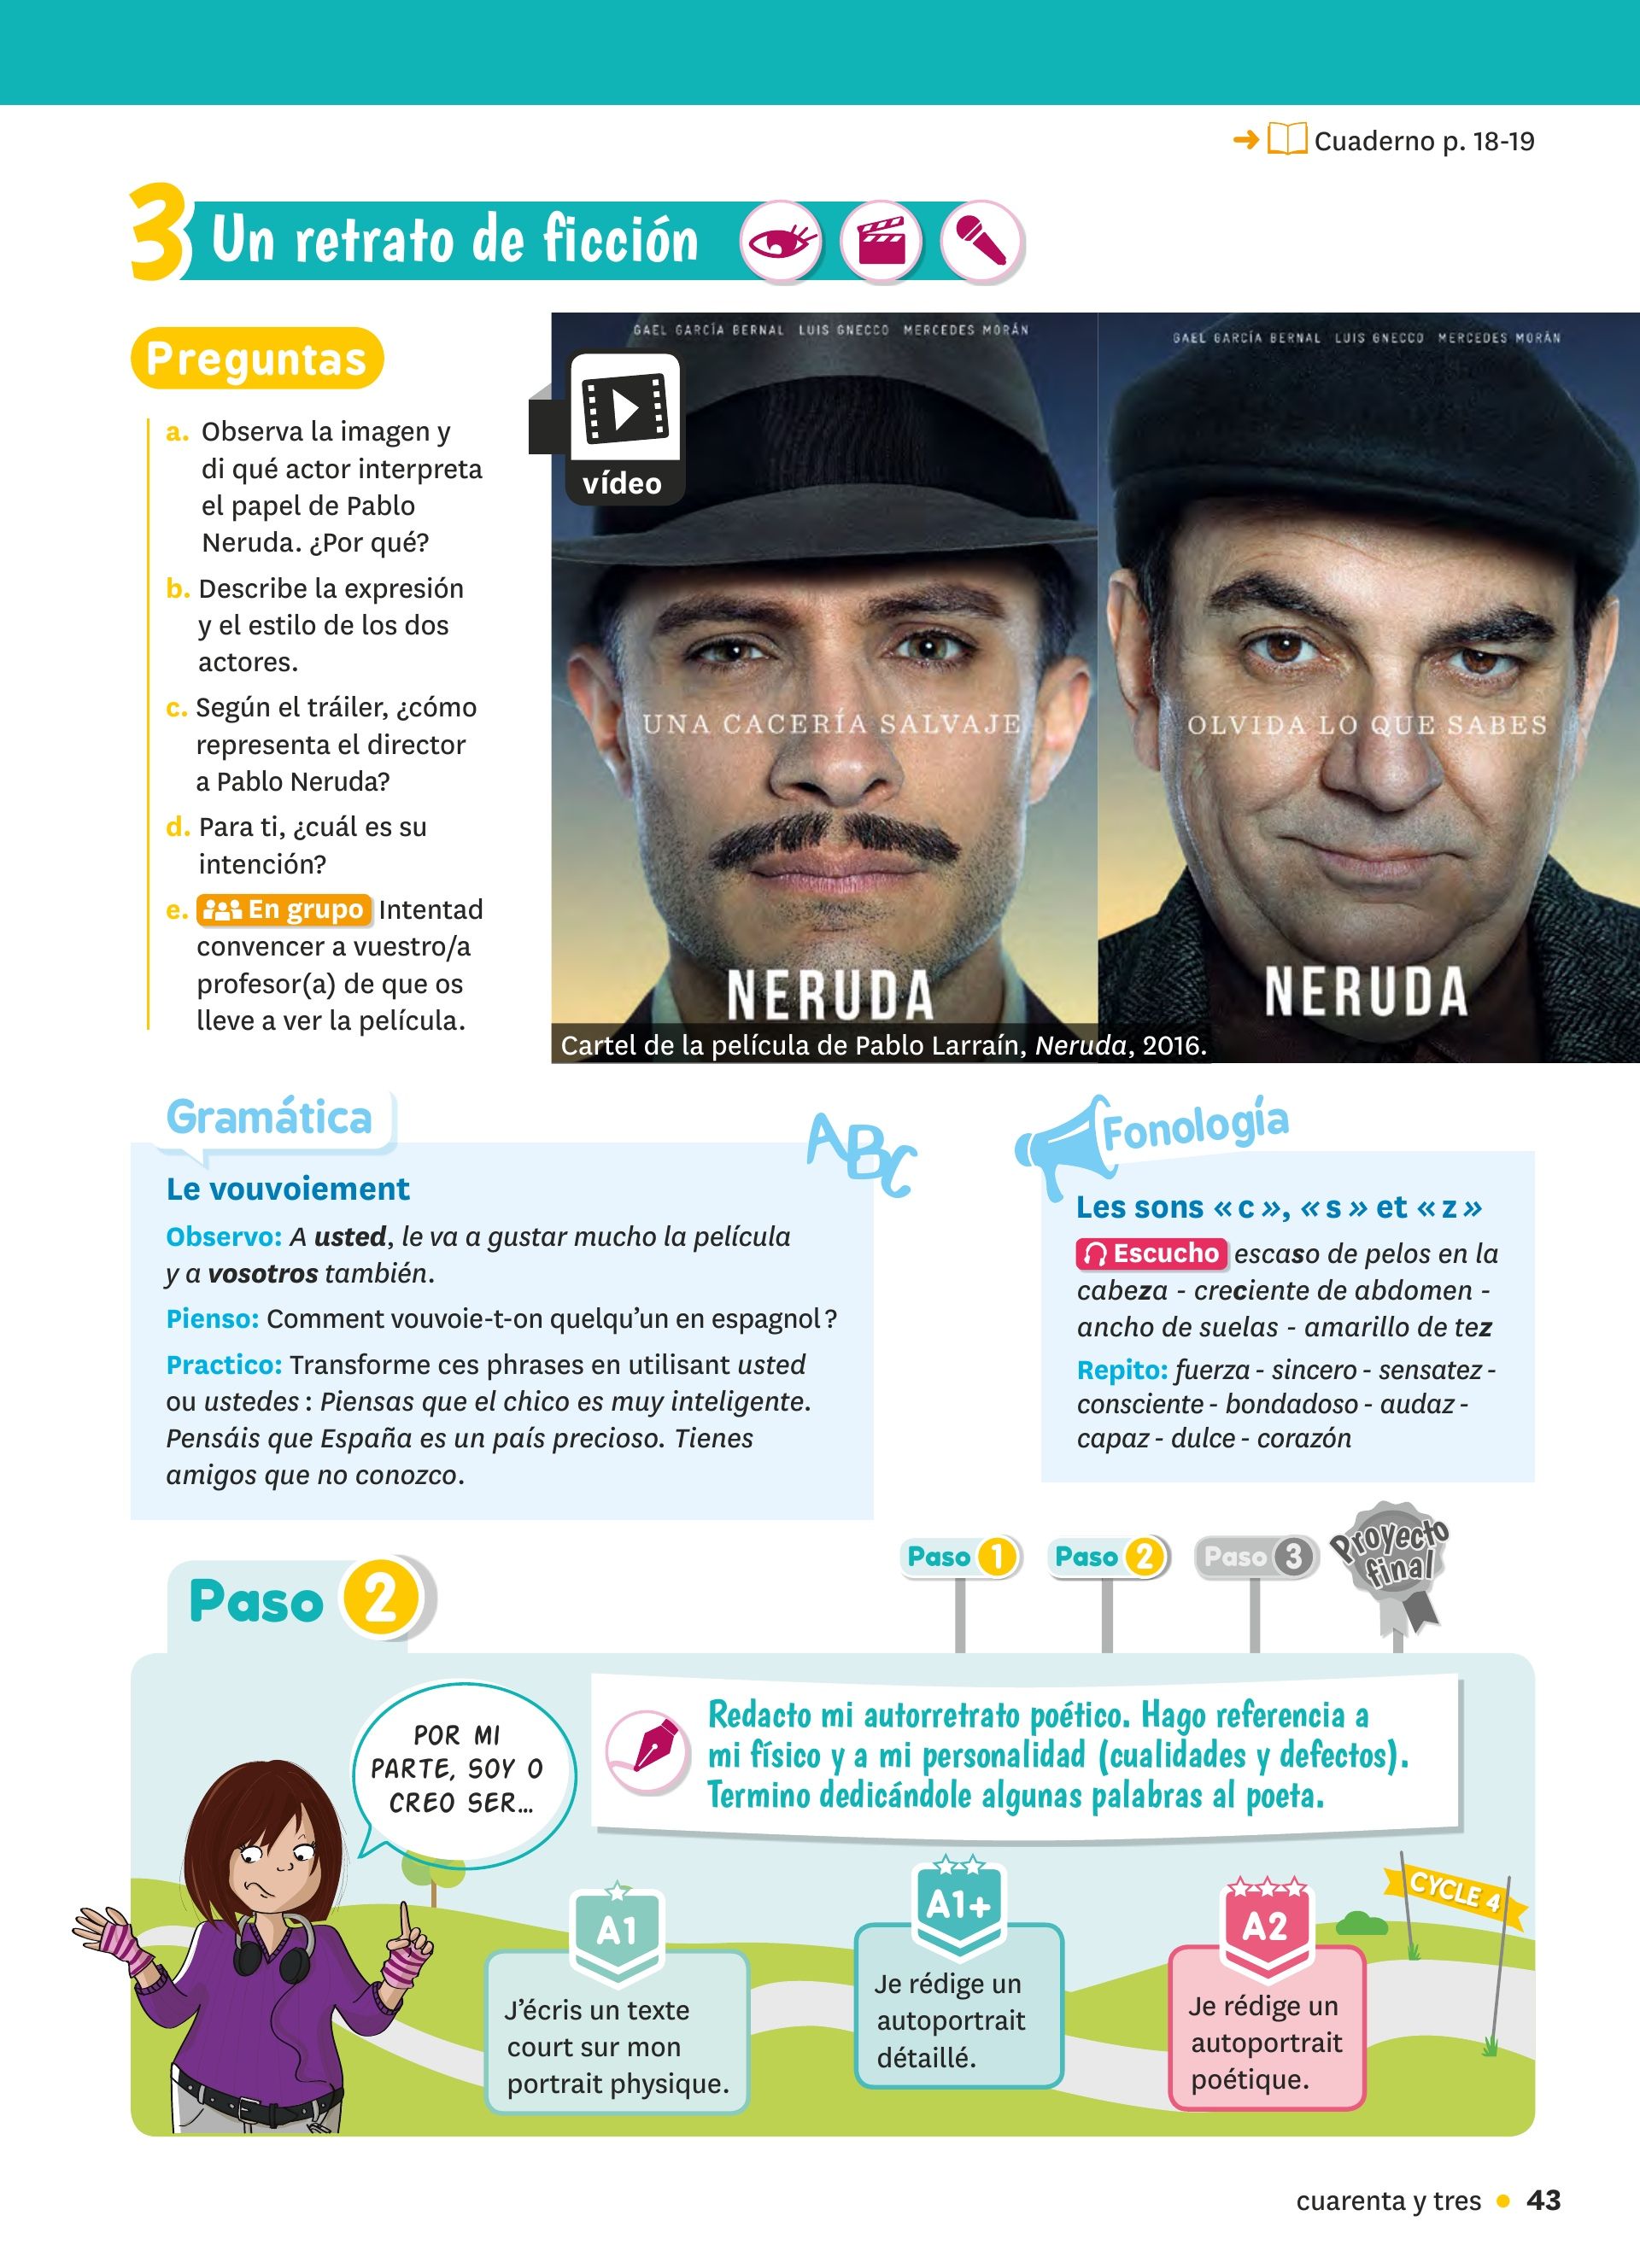 Cuaderno p. 18-19
3 Un retrato de ficción
Preguntas
a. Observa la imagen y
di qué actor interpreta
el papel de Pablo
Neruda. ¿Por qué?
b. Describe la expresión
y el estilo de los dos
actores.
c. Según el tráiler, ¿cómo
representa el director
a Pablo Neruda?
d. Para ti, ¿cuál es su
intención?
e. En grupo Intentad
convencer a vuestro/a
profesor(a) de que os
lleve a ver la película.
vídeo
GAEL GARCÍA BERNAL LUIS GNECCO MERCEDES MORÁN
UNA CACERÍA SALVAJE
NERUDA
GAEL GARCÍA BERNAL LUIS GNECCO MERCEDES MORÁN
OLVIDA LO QUE SABES
NERUDA
Cartel de la película de Pablo Larraín, Neruda, 2016.
Gramática
ABC
Le vouvoiement
Observo: A usted, le va a gustar mucho la película
y a vosotros también.
Pienso: Comment vouvoie-t-on quelqu'un en espagnol ?
Practico: Transforme ces phrases en utilisant usted
ou ustedes : Piensas que el chico es muy inteligente.
Pensáis que España es un país precioso. Tienes
amigos que no conozco.
Fonología
Les sons « c », « s » et « z »
Escucho escaso de pelos en la
cabeza - creciente de abdomen -
ancho de suelas - amarillo de tez
Repito: fuerza - sincero - sensatez -
consciente - bondadoso - audaz -
capaz - dulce - corazón
Paso 1
Paso 2
Paso 3
Proyecto
final
Paso 2
POR MI
PARTE, SOY O
CREO SER...
Redacto mi autorretrato poético. Hago referencia a
mi físico y a mi personalidad (cualidades y defectos).
Termino dedicándole algunas palabras al poeta.
A1
J'écris un texte
court sur mon
portrait physique.
A1+
Je rédige un
autoportrait
détaillé.
A2
Je rédige un
autoportrait
poétique.
CYCLE 4
cuarenta y tres • 43